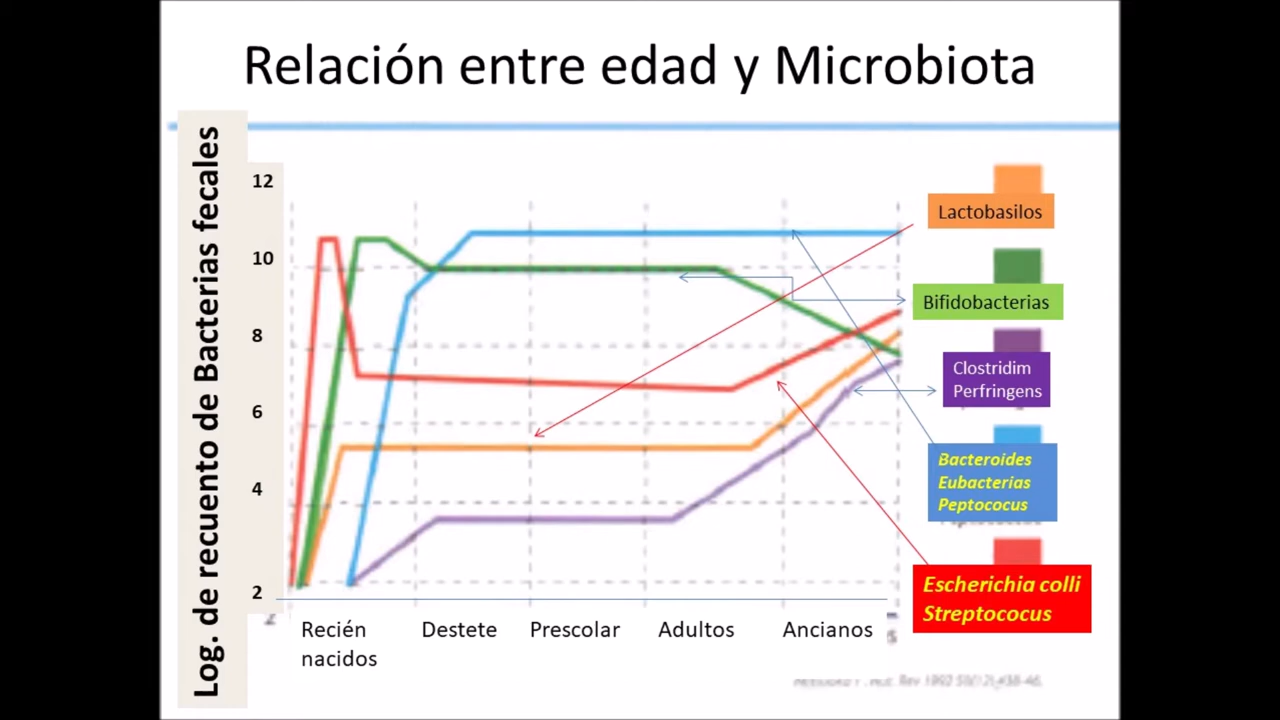 Relación entre edad y Microbiota
Log. de recuento de Bacterias fecales
12
10
8
6
4
2
Recién
nacidos
Destete
Prescolar
Adultos
Ancianos
Lactobasilos
Bifidobacterias
Clostridim
Perfringens
Bacteroides
Eubacterias
Peptococus
Escherichia colli
Streptococus